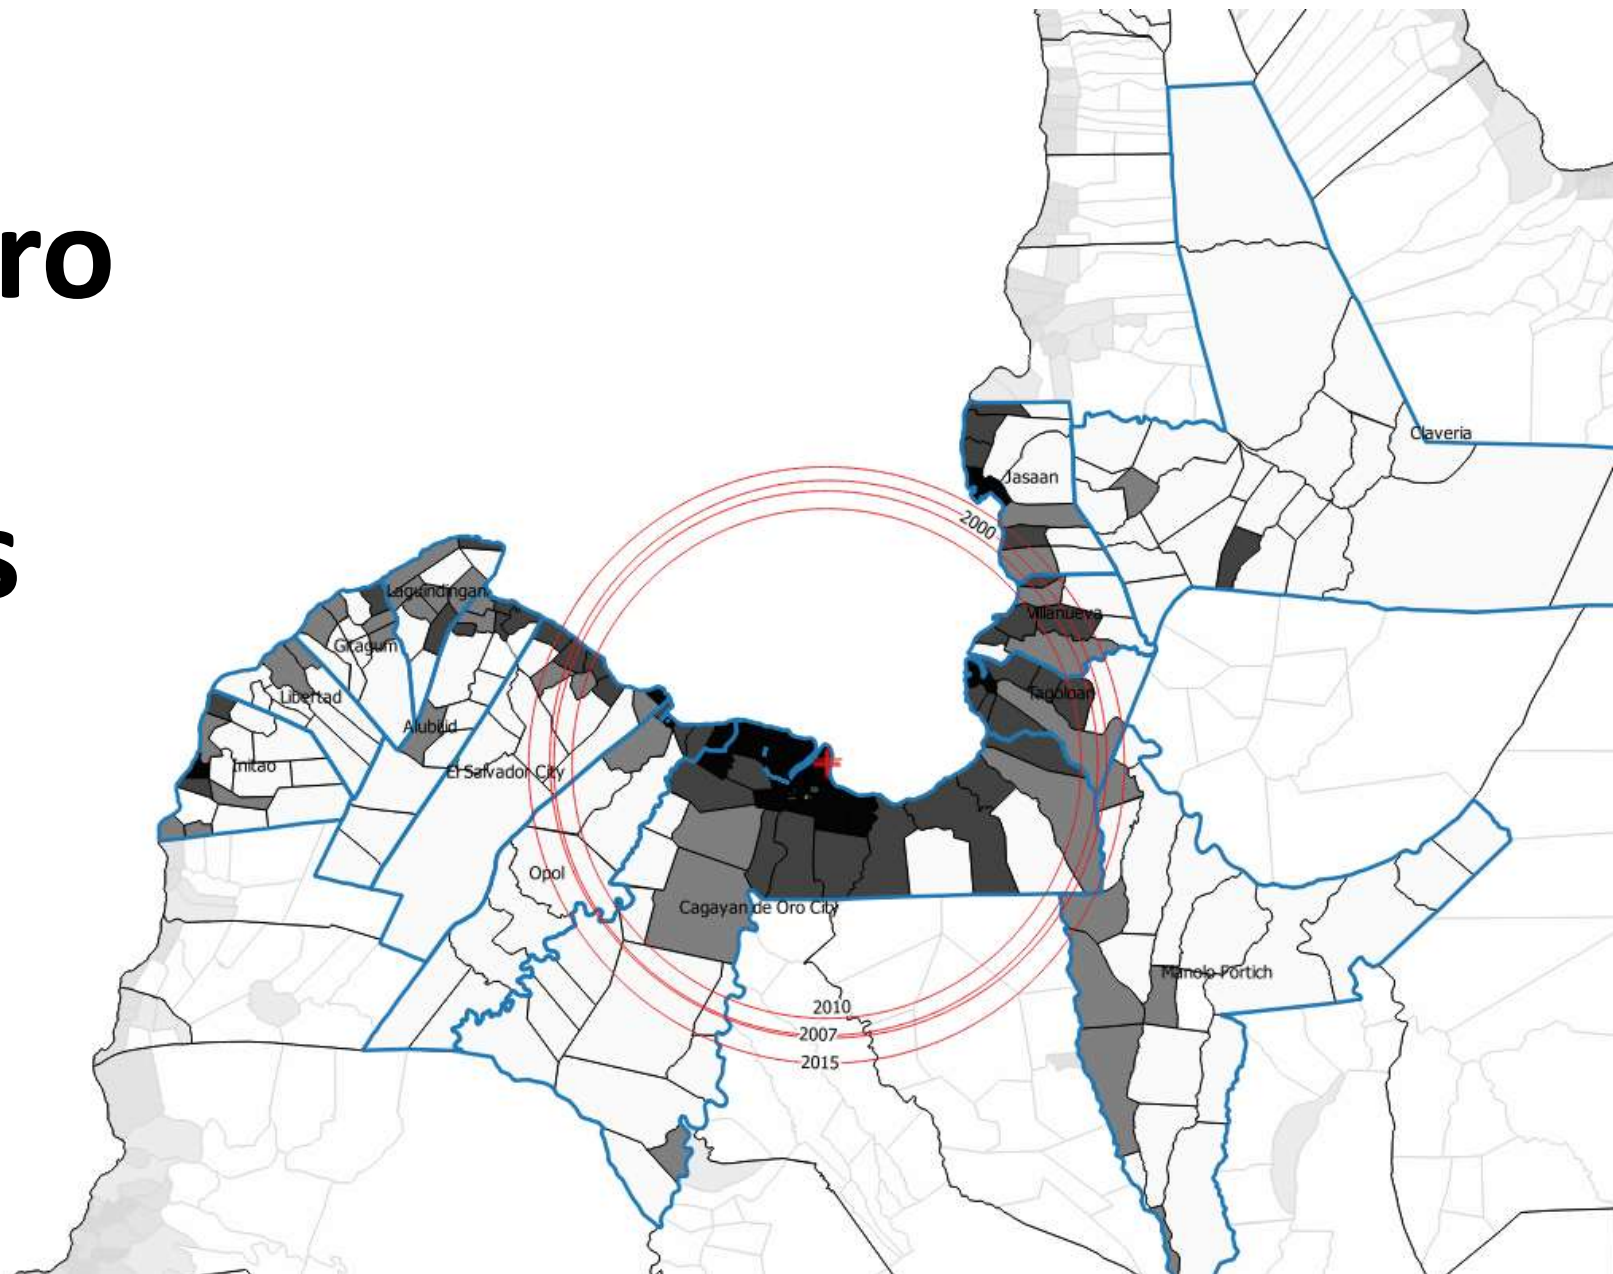 ro
s
Claveria
Jasaan
2000
Laguindingan
Villanueva
Gitagum
Libertad
Tagoloan
Alubijid
Initao
El Salvador City
Opol
Cagayan de Oro City
Manolo Fortich
2010
2007
2015